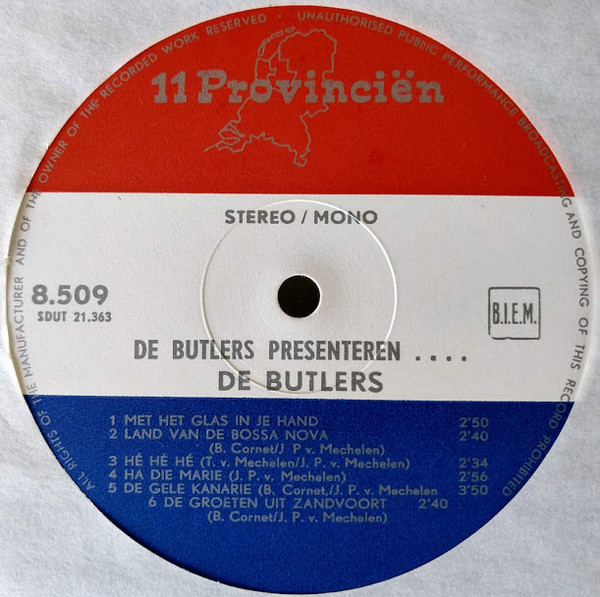 ALL RIGHTS OF THE MANUFACTURER AND OF THE OWNER OF THE RECORDED WORK RESERVED · UNAUTHORISED PUBLIC PERFORMANCE BROADCASTING AND COPYING OF THIS RECORD PROHIBITED
11 Provinciën
STEREO / MONO
8.509
SDUT 21.363
B.I.E.M.
DE BUTLERS PRESENTEREN ....
DE BUTLERS
1 MET HET GLAS IN JE HAND 2'50
2 LAND VAN DE BOSSA NOVA 2'40
(B. Cornet/J. P v. Mechelen)
3 HÉ HÉ HÉ (T. v. Mechelen/J. P. v. Mechelen) 2'34
4 HA DIE MARIE (J. P. v. Mechelen) 2'56
5 DE GELE KANARIE (B. Cornet,/J. P. v. Mechelen 3'50
6 DE GROETEN UIT ZANDVOORT 2'40
(B. Cornet/J. P. v. Mechelen)